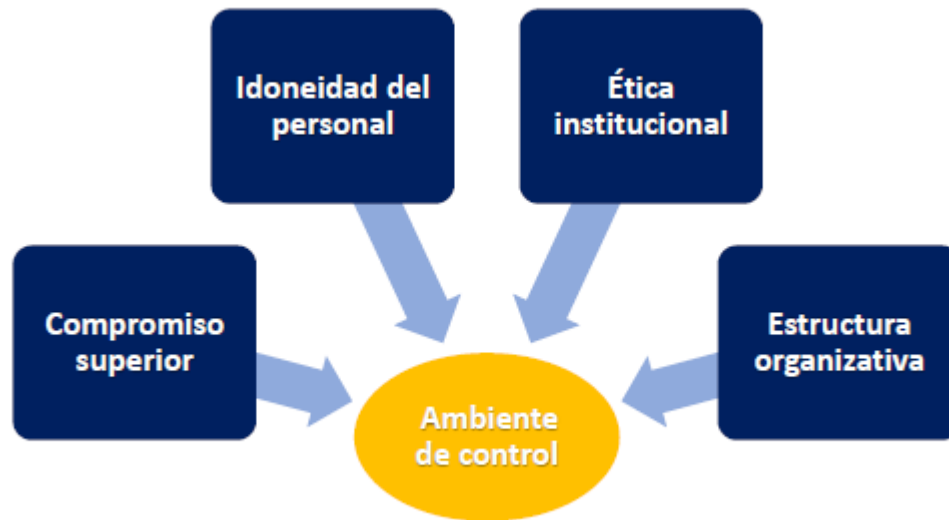 Idoneidad del
personal
Ética
institucional
Compromiso
superior
Estructura
organizativa
Ambiente
de control